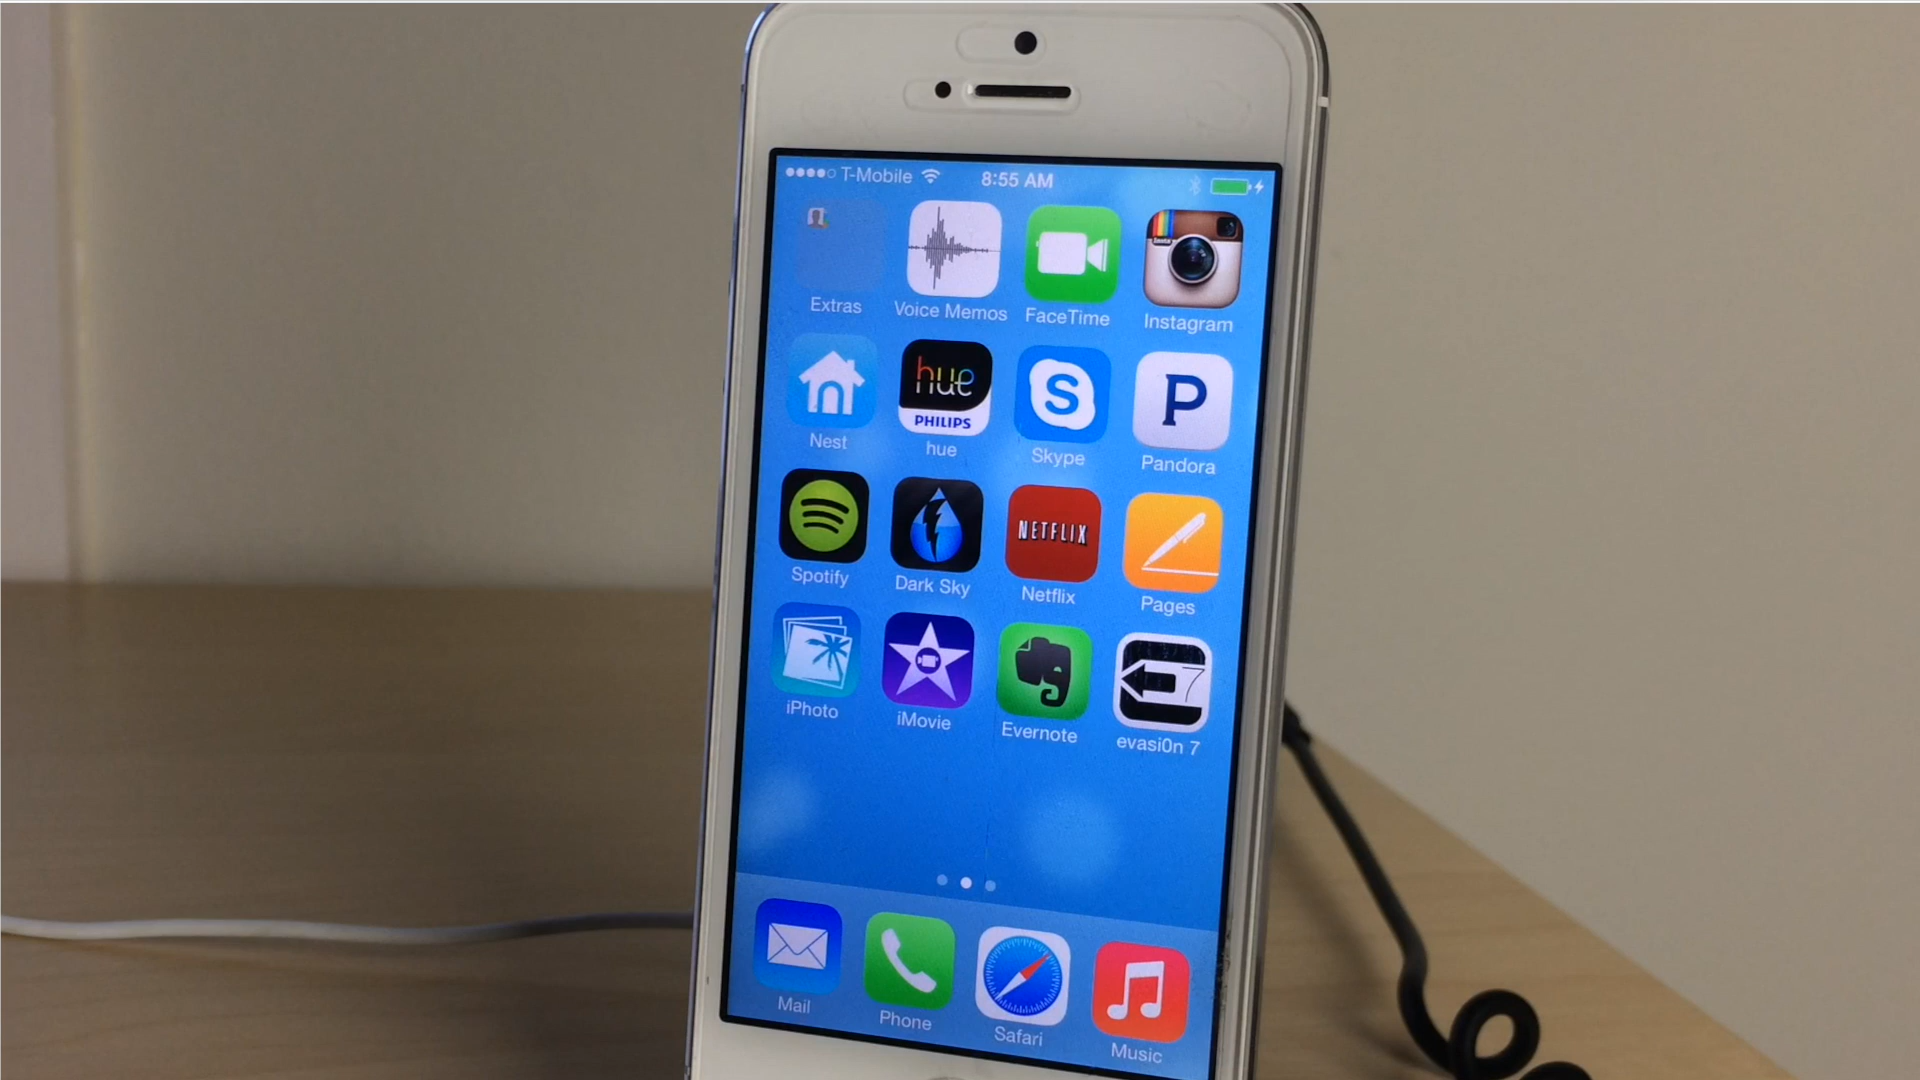 T-Mobile 8:55 AM
Extras Voice Memos FaceTime Instagram
hue
PHILIPS
P
Nest hue Skype Pandora
NETFLIX
Spotify Dark Sky Netflix Pages
7
iPhoto iMovie Evernote evasi0n 7
Mail Phone Safari Music